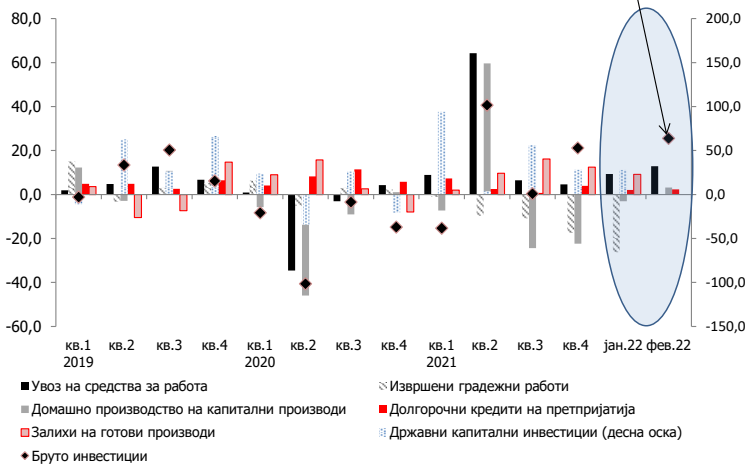 80,0
60,0
40,0
20,0
0,0
-20,0
-40,0
-60,0
200,0
150,0
100,0
50,0
0,0
-50,0
-100,0
-150,0
кв.1 кв.2 кв.3 кв.4 кв.1 кв.2 кв.3 кв.4 кв.1 кв.2 кв.3 кв.4 јан.22 фев.22
2019 2020 2021
Увоз на средства за работа
Извршени градежни работи
Домашно производство на капитални производи
Долгорочни кредити на претпријатија
Залихи на готови производи
Државни капитални инвестиции (десна оска)
Бруто инвестиции